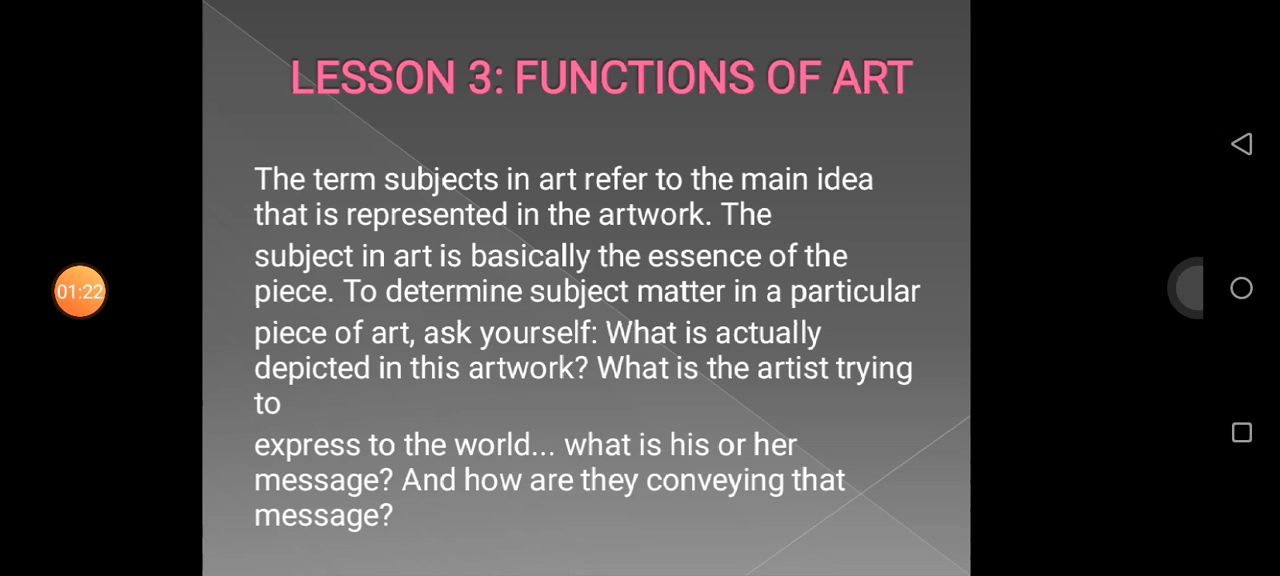 LESSON 3: FUNCTIONS OF ART
The term subjects in art refer to the main idea
that is represented in the artwork. The
subject in art is basically the essence of the
piece. To determine subject matter in a particular
piece of art, ask yourself: What is actually
depicted in this artwork? What is the artist trying
to
express to the world... what is his or her
message? And how are they conveying that
message?
01:22